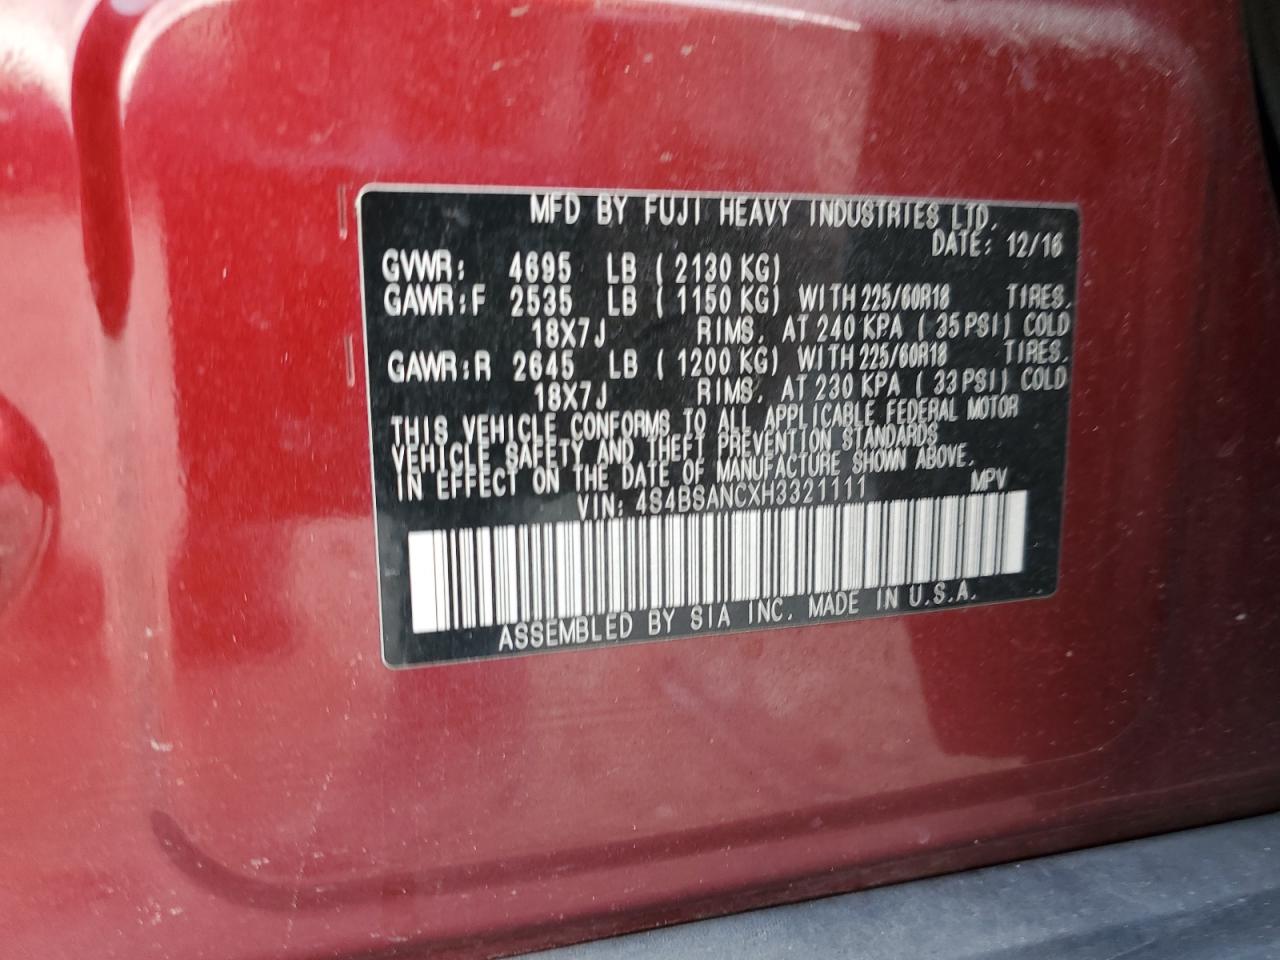 MFD BY FUJI HEAVY INDUSTRIES LTD.
DATE: 12/16
GVWR: 4695 LB ( 2130 KG)
GAWR:F 2535 LB ( 1150 KG) WITH 225/60R18 TIRES.
18X7J RIMS. AT 240 KPA ( 35 PSI) COLD
GAWR:R 2645 LB ( 1200 KG) WITH 225/60R18 TIRES.
18X7J RIMS. AT 230 KPA ( 33 PSI) COLD
THIS VEHICLE CONFORMS TO ALL APPLICABLE FEDERAL MOTOR
VEHICLE SAFETY AND THEFT PREVENTION STANDARDS
IN EFFECT ON THE DATE OF MANUFACTURE SHOWN ABOVE.
VIN: 4S4BSANCXH3321111 MPV
ASSEMBLED BY SIA INC. MADE IN U.S.A.